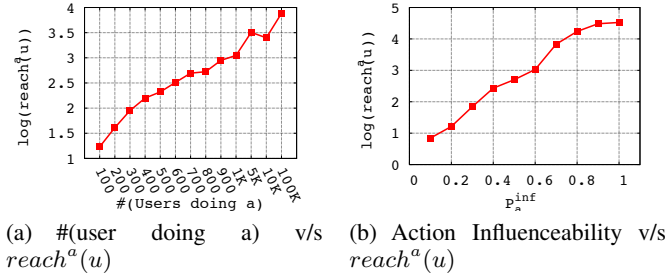 4
3.5
3
2.5
2
1.5
1
log(reach^a(u))
100
200
300
400
500
600
700
800
900
1K
5K
10K
100K
#(Users doing a)
5
4
3
2
1
0
log(reach^a(u))
0 0.2 0.4 0.6 0.8 1
P_a^inf
(a) #(user doing a) v/s
reach^a(u)
(b) Action Influenceability v/s
reach^a(u)